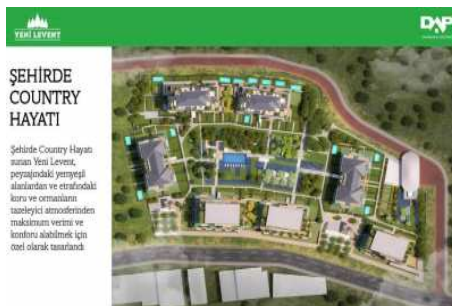 YENİ LEVENT
DAP
ŞEHİRDE
COUNTRY
HAYATI
Şehirde Country Hayatı
sunan Yeni Levent,
peyzajındaki yemyeşil
alanlardan ve etrafındaki
koru ve ormanların
tazeleyici atmosferinden
maksimum verimi ve
konforu alabilmek için
özel olarak tasarlandı